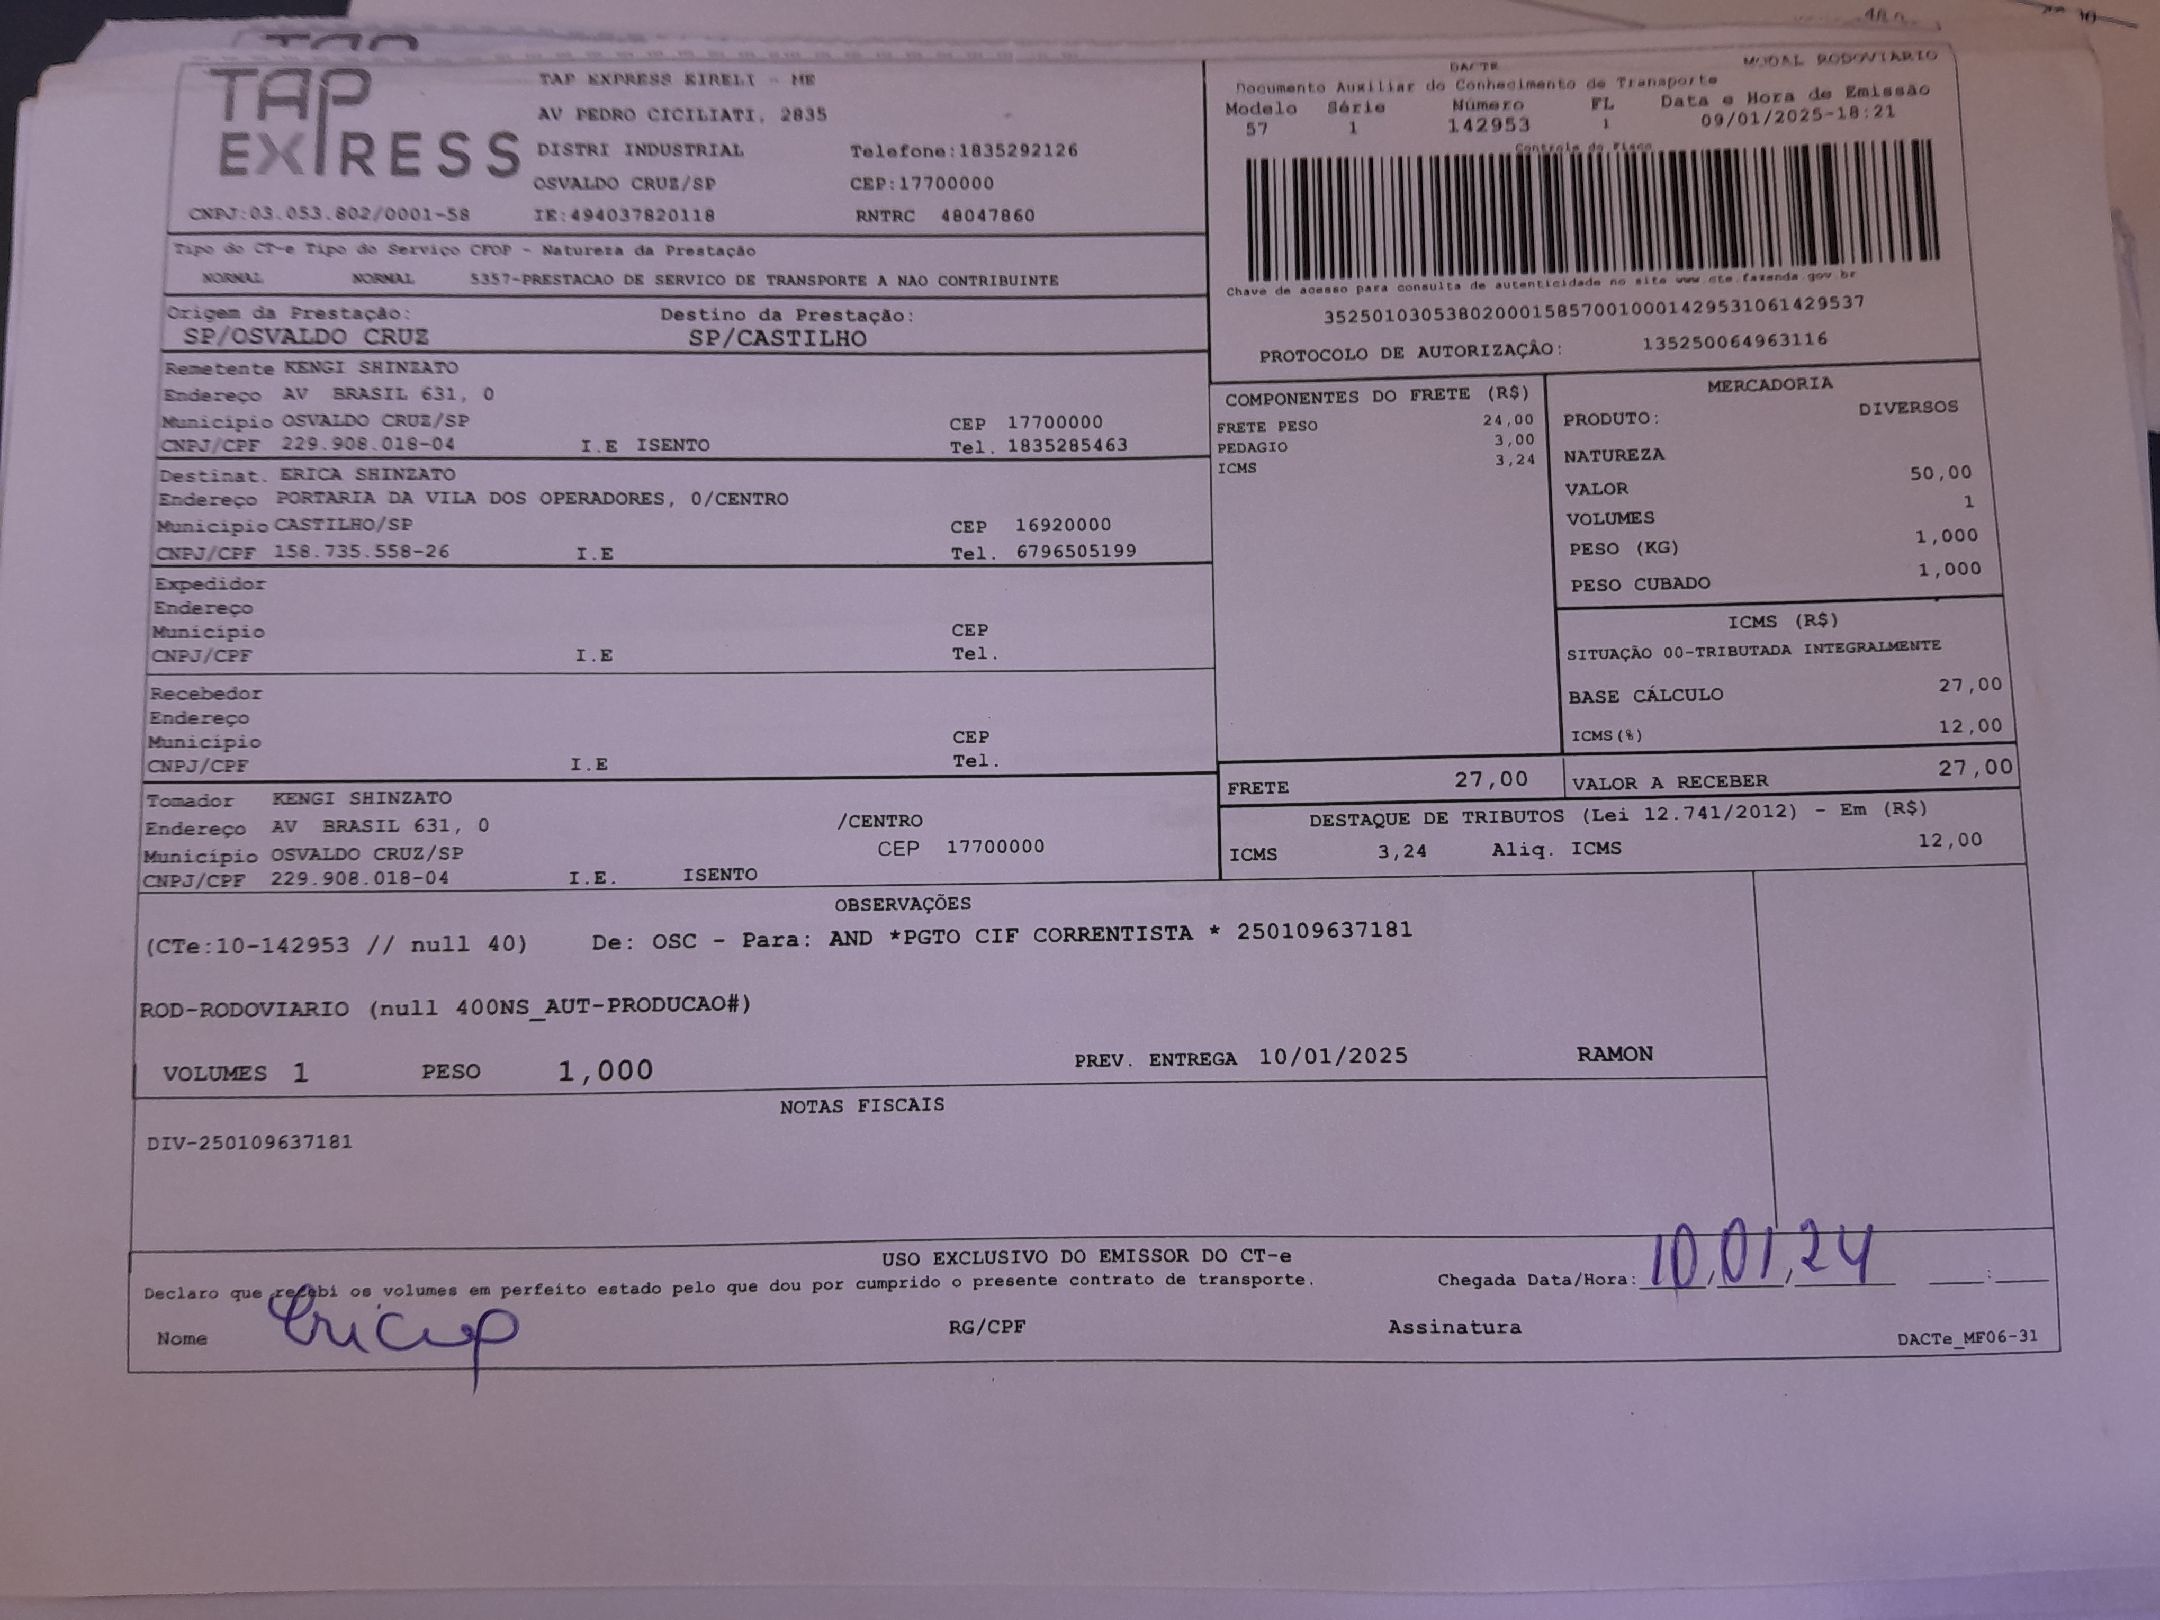 TAP
EXPRESS
TAP EXPRESS EIRELI - ME
AV PEDRO CICILIATI, 2835
DISTRI INDUSTRIAL Telefone:1835292126
OSVALDO CRUZ/SP CEP:17700000
CNPJ:03.053.802/0001-58 IE:494037820118 RNTRC 48047860
DACTE MODAL RODOVIARIO
Documento Auxiliar do Conhecimento de Transporte
Modelo Série Número FL Data e Hora de Emissão
57 1 142953 1 09/01/2025-18:21
Controle do Fisco
Chave de acesso para consulta de autenticidade no site www.cte.fazenda.gov.br
35250103053802000158570010001429531061429537
PROTOCOLO DE AUTORIZAÇÃO: 135250064963116
Tipo do CT-e Tipo do Serviço CFOP - Natureza da Prestação
NORNAL NORNAL 5357-PRESTACAO DE SERVICO DE TRANSPORTE A NAO CONTRIBUINTE
Origem da Prestação: Destino da Prestação:
SP/OSVALDO CRUZ SP/CASTILHO
Remetente KENGI SHINZATO
Endereço AV BRASIL 631, 0
Município OSVALDO CRUZ/SP CEP 17700000
CNPJ/CPF 229.908.018-04 I.E ISENTO Tel. 1835285463
Destinat. ERICA SHINZATO
Endereço PORTARIA DA VILA DOS OPERADORES, 0/CENTRO
Município CASTILHO/SP CEP 16920000
CNPJ/CPF 158.735.558-26 I.E Tel. 6796505199
Expedidor
Endereço
Município CEP
CNPJ/CPF I.E Tel.
Recebedor
Endereço
Município CEP
CNPJ/CPF I.E Tel.
Tomador KENGI SHINZATO
Endereço AV BRASIL 631, 0 /CENTRO
Município OSVALDO CRUZ/SP CEP 17700000
CNPJ/CPF 229.908.018-04 I.E. ISENTO
COMPONENTES DO FRETE (R$)
FRETE PESO 24,00
PEDAGIO 3,00
ICMS 3,24
MERCADORIA
PRODUTO: DIVERSOS
NATUREZA
VALOR 50,00
VOLUMES 1
PESO (KG) 1,000
PESO CUBADO 1,000
ICMS (R$)
SITUAÇÃO 00-TRIBUTADA INTEGRALMENTE
BASE CÁLCULO 27,00
ICMS(%) 12,00
FRETE 27,00 VALOR A RECEBER 27,00
DESTAQUE DE TRIBUTOS (Lei 12.741/2012) - Em (R$)
ICMS 3,24 Aliq. ICMS 12,00
OBSERVAÇÕES
(CTe:10-142953 // null 40) De: OSC - Para: AND *PGTO CIF CORRENTISTA * 250109637181
ROD-RODOVIARIO (null 400NS_AUT-PRODUCAO#)
VOLUMES 1 PESO 1,000 PREV. ENTREGA 10/01/2025 RAMON
NOTAS FISCAIS
DIV-250109637181
USO EXCLUSIVO DO EMISSOR DO CT-e
Declaro que recebi os volumes em perfeito estado pelo que dou por cumprido o presente contrato de transporte. Chegada Data/Hora: 10,01,24 __:__
Nome RG/CPF Assinatura DACTe_MF06-31